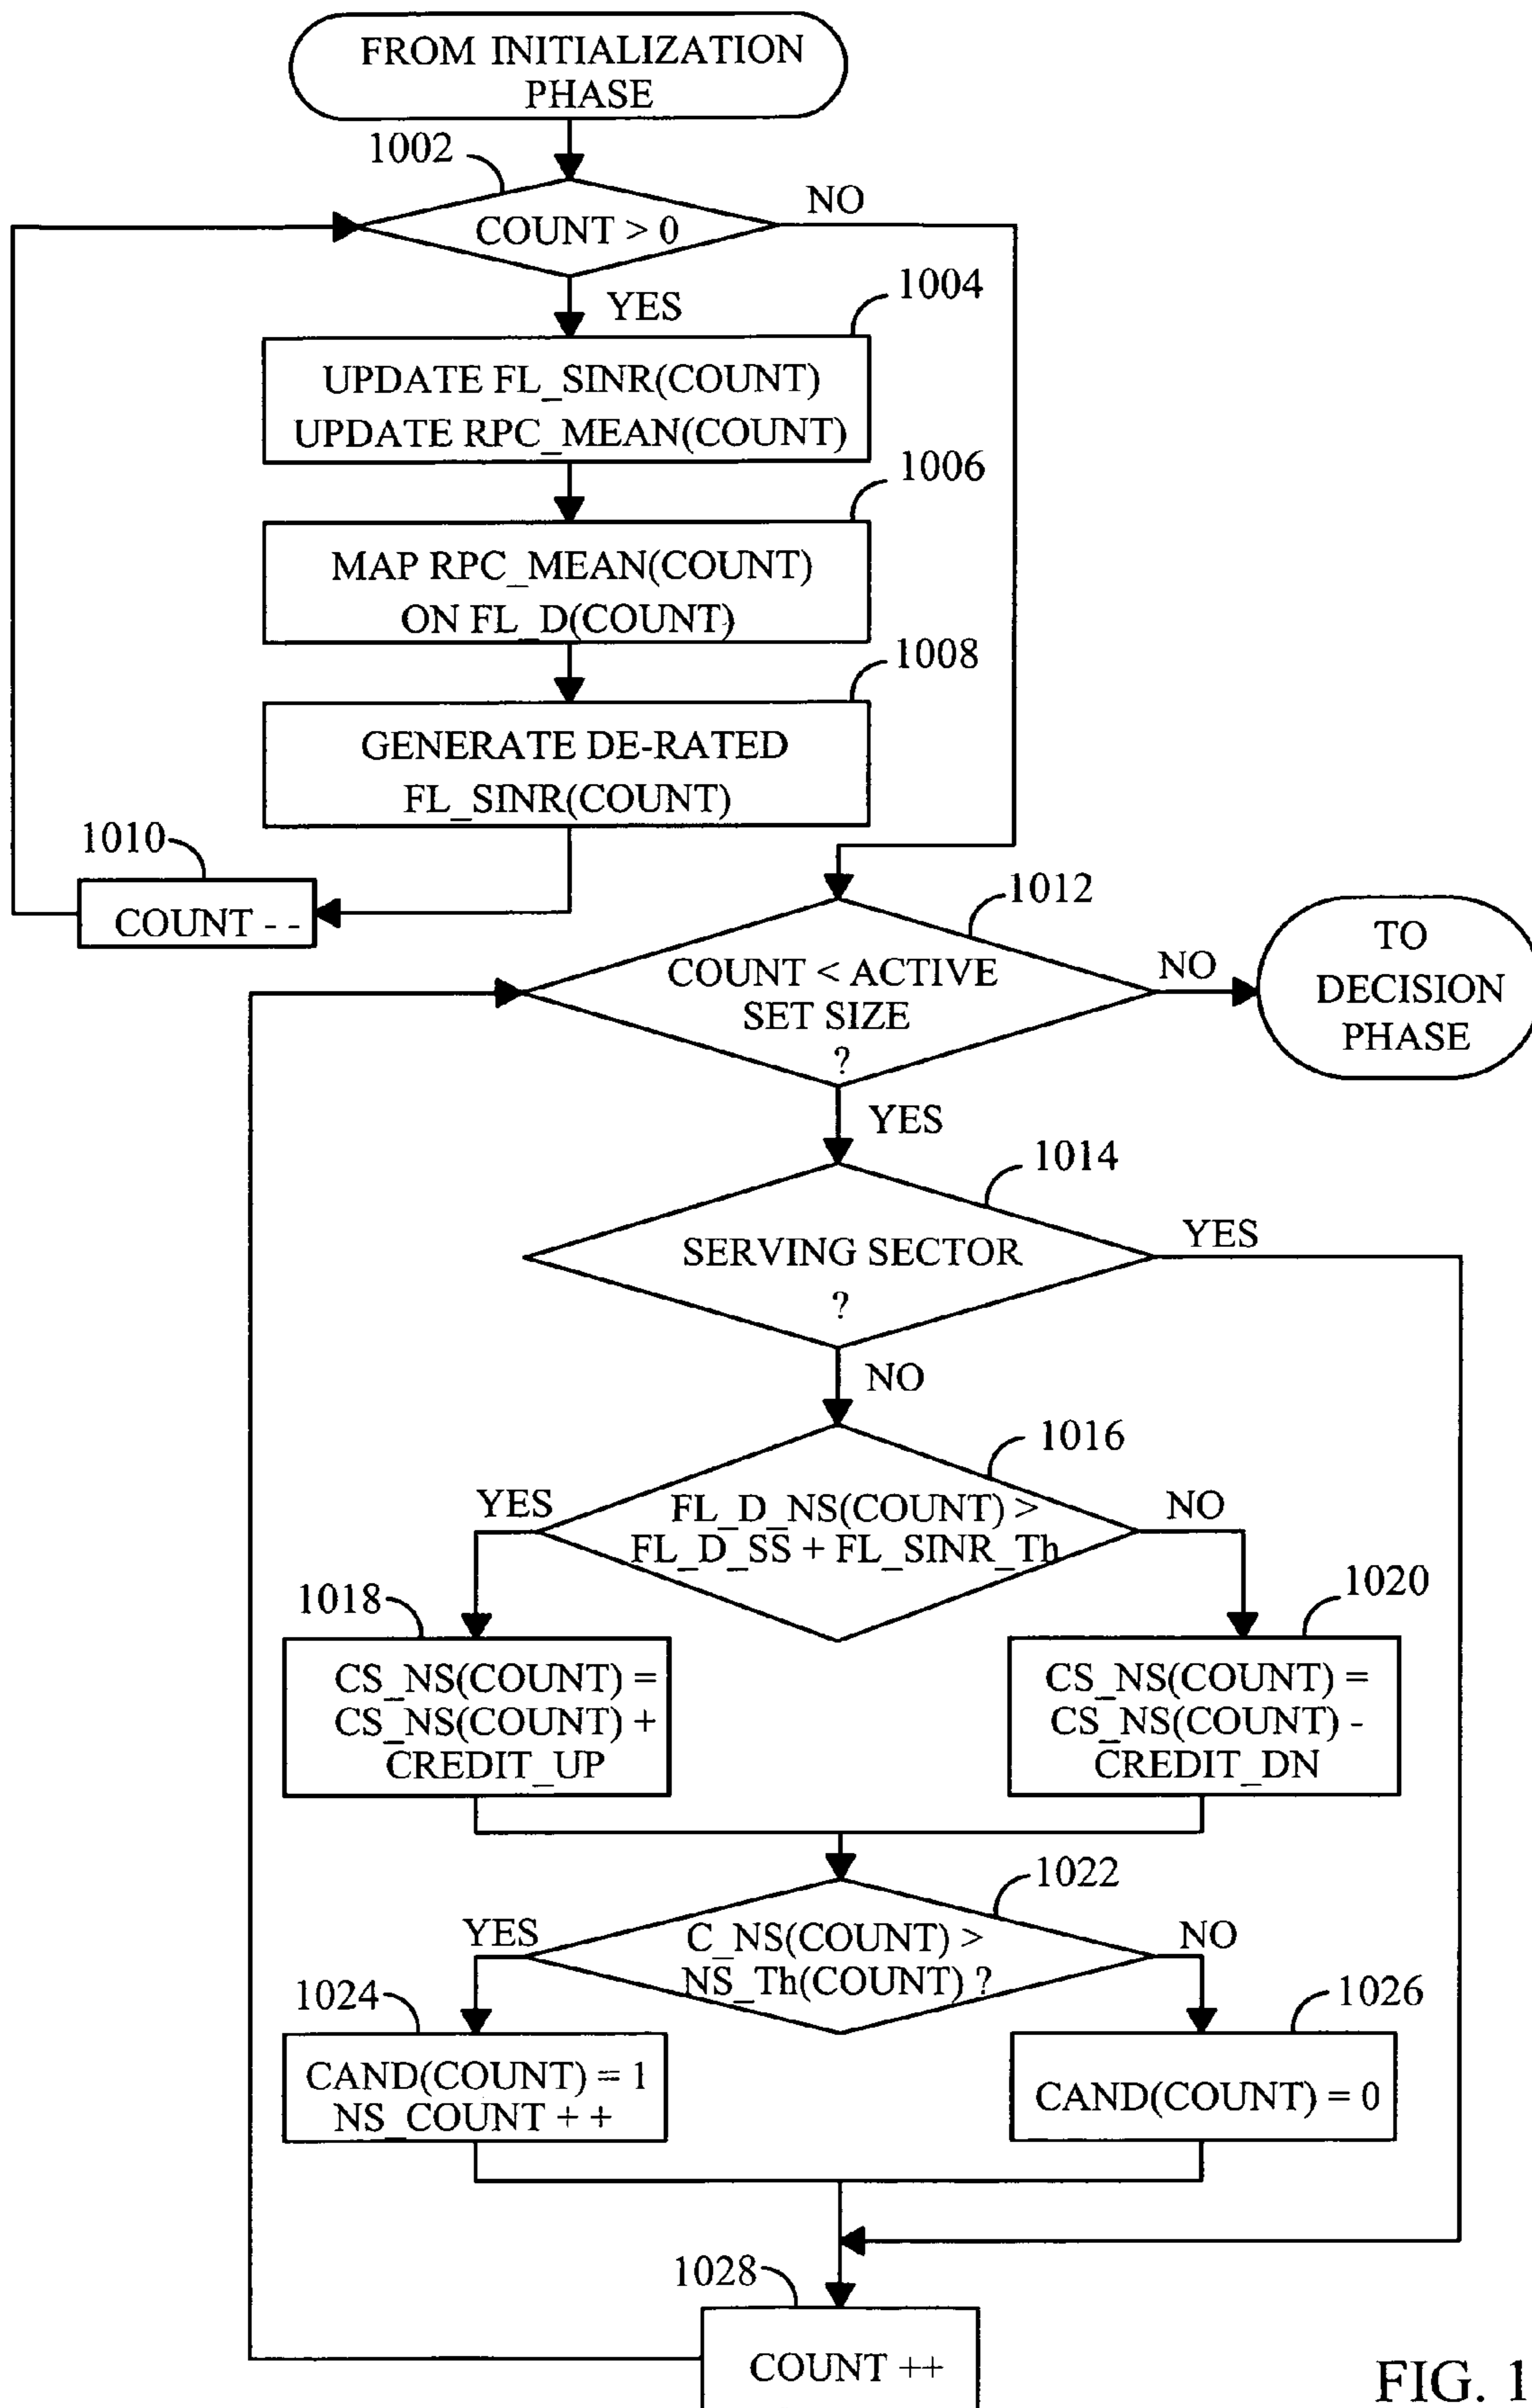 FROM INITIALIZATION
PHASE
1002
COUNT > 0
NO
YES
1004
UPDATE FL_SINR(COUNT)
UPDATE RPC_MEAN(COUNT)
1006
MAP RPC_MEAN(COUNT)
ON FL_D(COUNT)
1008
GENERATE DE-RATED
FL_SINR(COUNT)
1010
COUNT - -
1012
COUNT < ACTIVE
SET SIZE
?
NO
TO
DECISION
PHASE
YES
1014
SERVING SECTOR
?
YES
NO
1016
FL_D_NS(COUNT) >
FL_D_SS + FL_SINR_Th
YES
NO
1018
CS_NS(COUNT) =
CS_NS(COUNT) +
CREDIT_UP
1020
CS_NS(COUNT) =
CS_NS(COUNT) -
CREDIT_DN
1022
C_NS(COUNT) >
NS_Th(COUNT) ?
YES
NO
1024
CAND(COUNT) = 1
NS_COUNT + +
1026
CAND(COUNT) = 0
1028
COUNT ++
FIG. 1